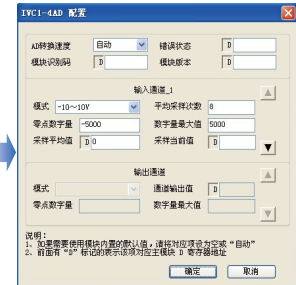 IVC1-4AD 配置
AD转换速度 自动 错误状态 D
模块识别码 D 模块版本 D
输入通道_1
模式 -10~10V 平均采样次数 8
零点数字量 -5000 数字量最大值 5000
采样平均值 D 0 采样当前值 D
输出通道
模式 通道输出值 D
零点数字量 数字量最大值
说明:
1、如果需要使用模块内置的默认值,请将对应项设为空或“自动”
2、前面有“D”标记的表示该项对应主模块 D 寄存器地址
确定 取消